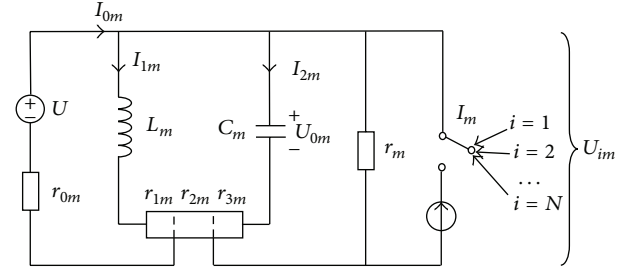 I0m
I1m
I2m
U
Lm
Cm
+
U0m
−
rm
Im
i = 1
i = 2
...
i = N
Uim
r0m
r1m r2m r3m